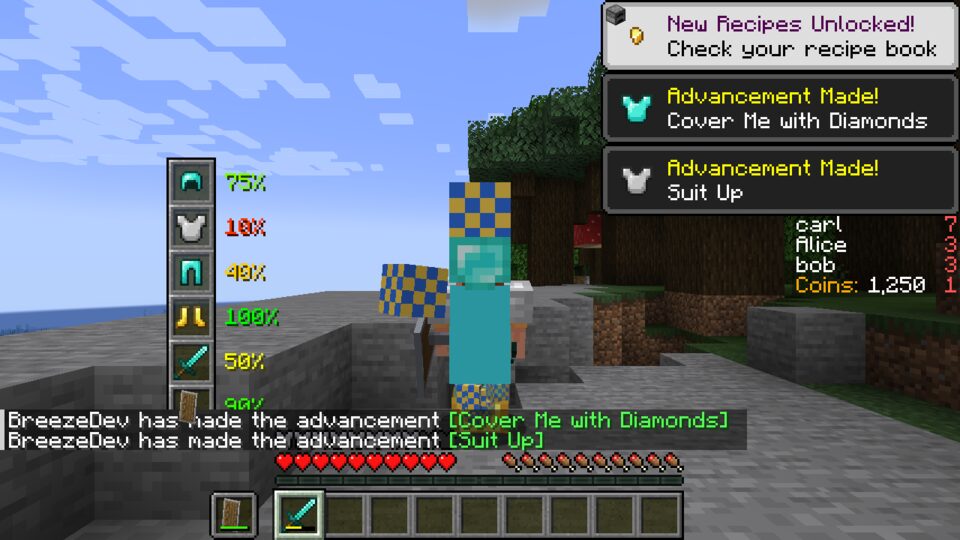 New Recipes Unlocked!
Check your recipe book
Advancement Made!
Cover Me with Diamonds
Advancement Made!
Suit Up
75%
10%
40%
100%
50%
90%
carl 7
Alice 3
bob 3
Coins: 1,250 1
BreezeDev has made the advancement [Cover Me with Diamonds]
BreezeDev has made the advancement [Suit Up]